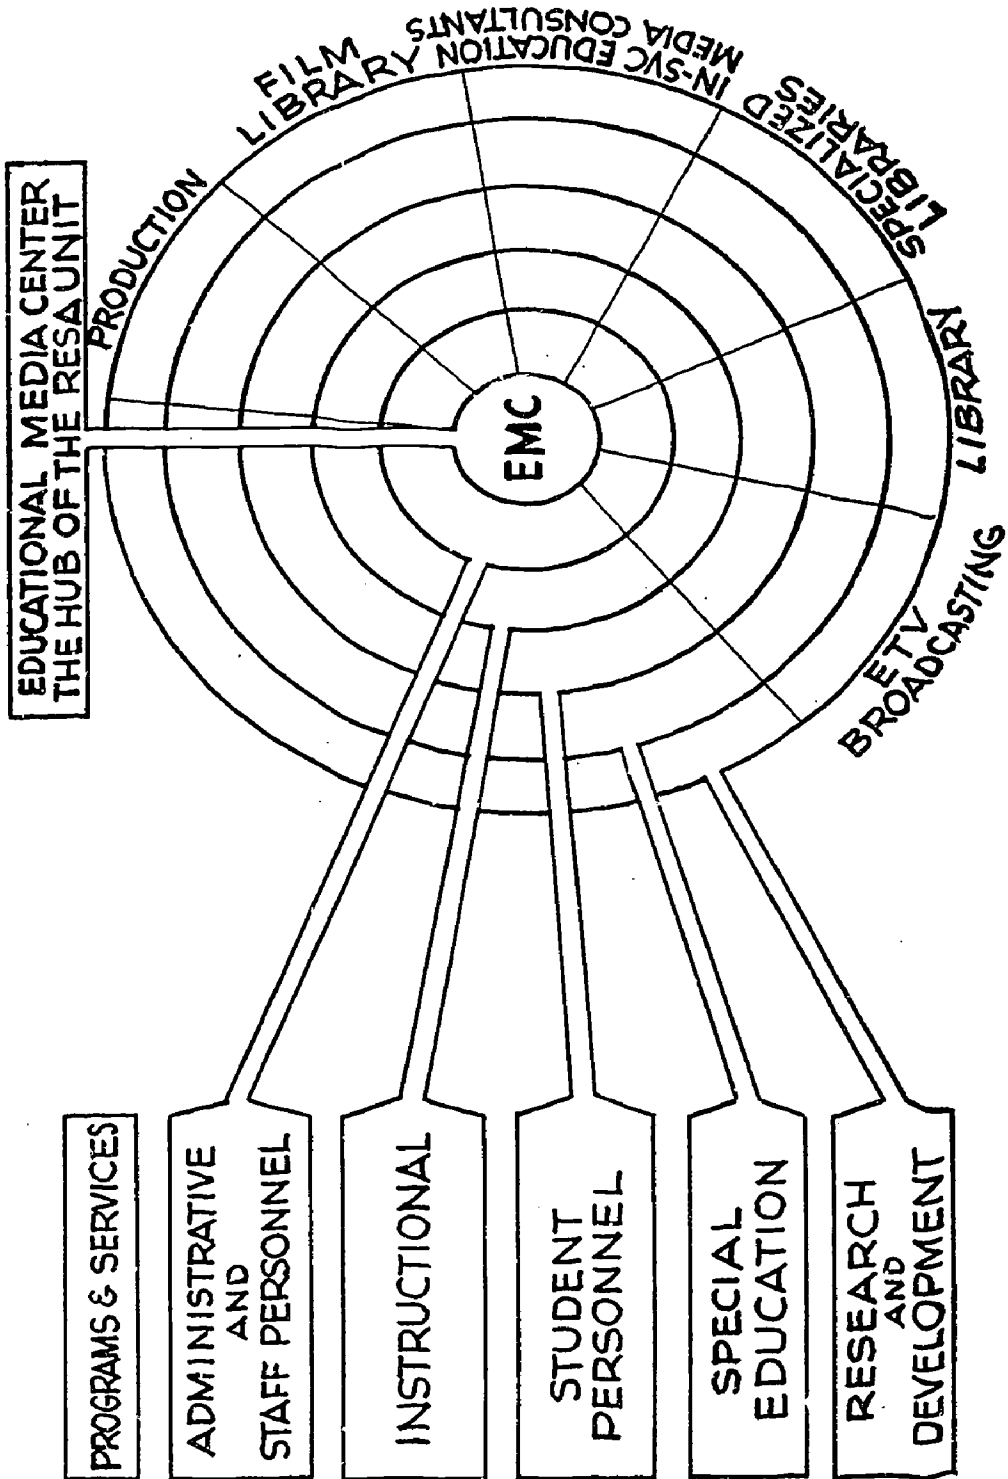 EDUCATIONAL MEDIA CENTER
THE HUB OF THE RESA UNIT
PROGRAMS & SERVICES
ADMINISTRATIVE
AND
STAFF PERSONNEL
INSTRUCTIONAL
STUDENT
PERSONNEL
SPECIAL
EDUCATION
RESEARCH
AND
DEVELOPMENT
EMC
PRODUCTION
FILM
LIBRARY
IN-SVC EDUCATION
MEDIA CONSULTANTS
SPECIALIZED
LIBRARIES
LIBRARY
ETV
BROADCASTING